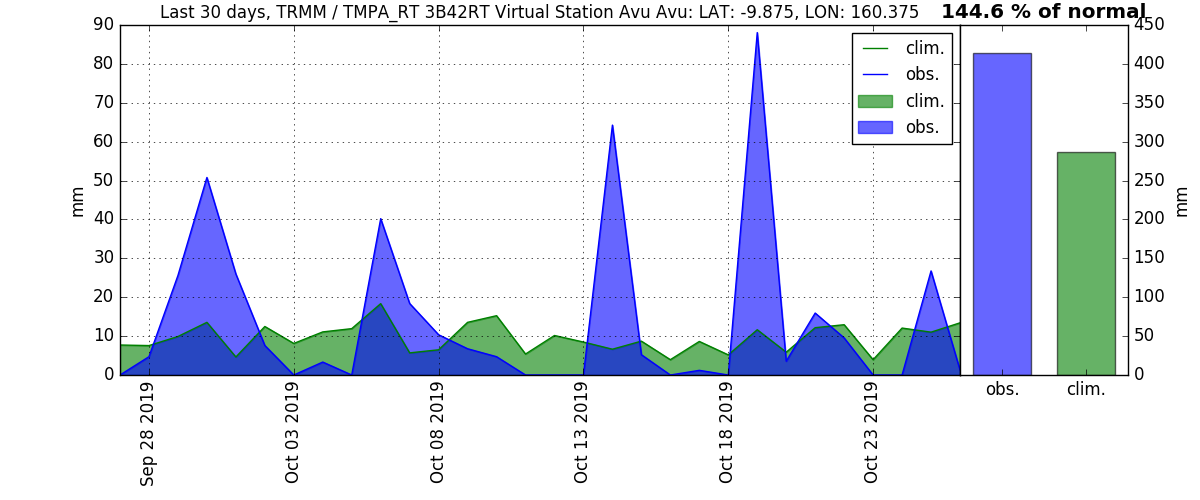 Last 30 days, TRMM / TMPA_RT 3B42RT Virtual Station Avu Avu: LAT: -9.875, LON: 160.375
144.6 % of normal
90
80
70
60
50
40
30
20
10
0
mm
clim.
obs.
clim.
obs.
Sep 28 2019
Oct 03 2019
Oct 08 2019
Oct 13 2019
Oct 18 2019
Oct 23 2019
450
400
350
300
250
200
150
100
50
0
mm
obs.
clim.